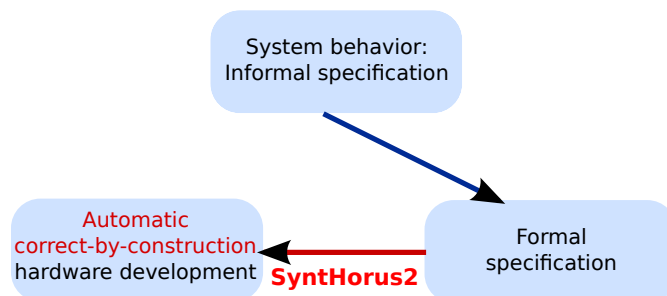 System behavior:
Informal specification
Automatic
correct-by-construction
hardware development
SyntHorus2
Formal
specification